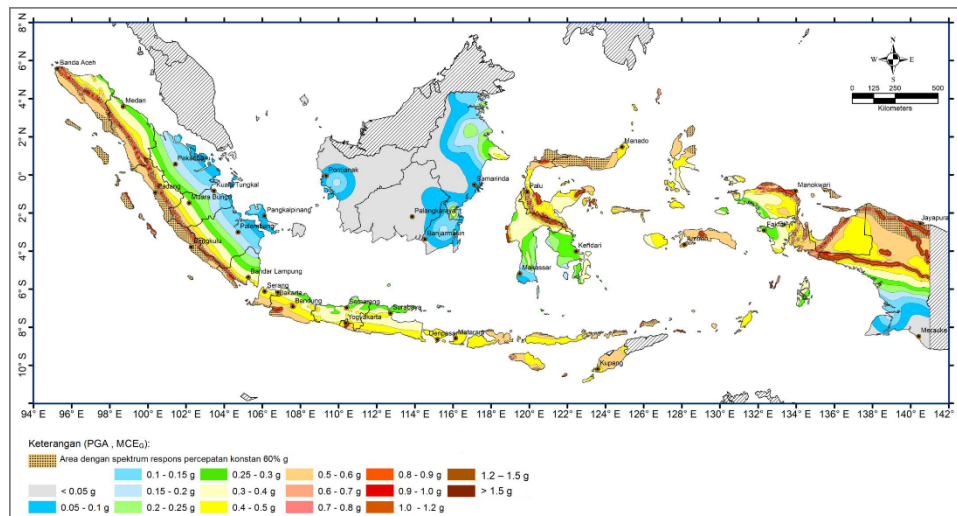 8° N
6° N
4° N
2° N
0°
2° S
4° S
6° S
8° S
10° S
N
W E
S
0 125 250 500
Kilometers
Banda Aceh
Medan
Pekanbaru
Padang
Kuala Tungkal
Muara Bungo
Pangkalpinang
Palembang
Bengkulu
Bandar Lampung
Serang
Jakarta
Bandung
Semarang
Surabaya
Yogyakarta
Denpasar
Mataram
Kupang
Pontianak
Samarinda
Palangkaraya
Banjarmasin
Manado
Palu
Kendari
Makassar
Ambon
Manokwari
Fakfak
Jayapura
Merauke
94° E 96° E 98° E 100° E 102° E 104° E 106° E 108° E 110° E 112° E 114° E 116° E 118° E 120° E 122° E 124° E 126° E 128° E 130° E 132° E 134° E 136° E 138° E 140° E 142° E
Keterangan (PGA , MCEG):
Area dengan spektrum respons percepatan konstan 60% g
0.1 - 0.15 g 0.25 - 0.3 g 0.5 - 0.6 g 0.8 - 0.9 g 1.2 – 1.5 g
< 0.05 g 0.15 - 0.2 g 0.3 - 0.4 g 0.6 - 0.7 g 0.9 - 1.0 g > 1.5 g
0.05 - 0.1 g 0.2 - 0.25 g 0.4 - 0.5 g 0.7 - 0.8 g 1.0 - 1.2 g